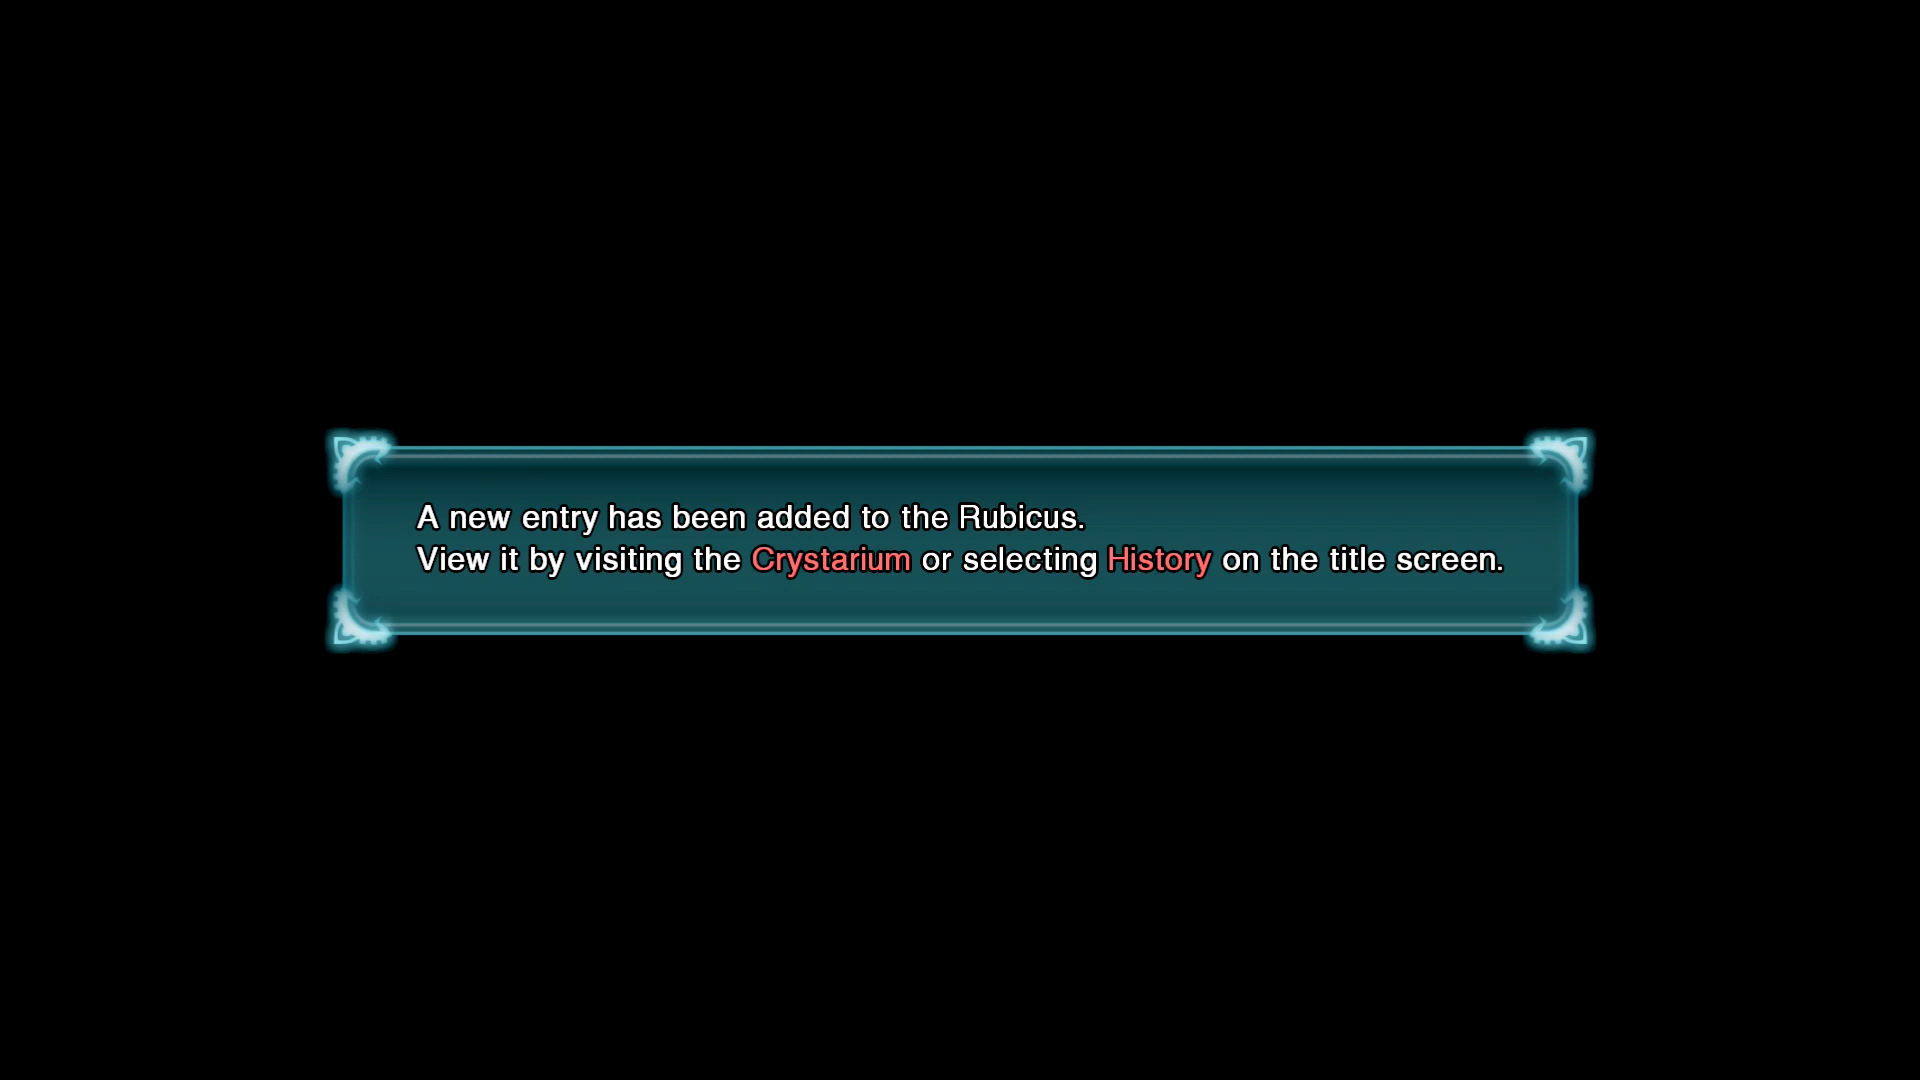 A new entry has been added to the Rubicus.
View it by visiting the Crystarium or selecting History on the title screen.